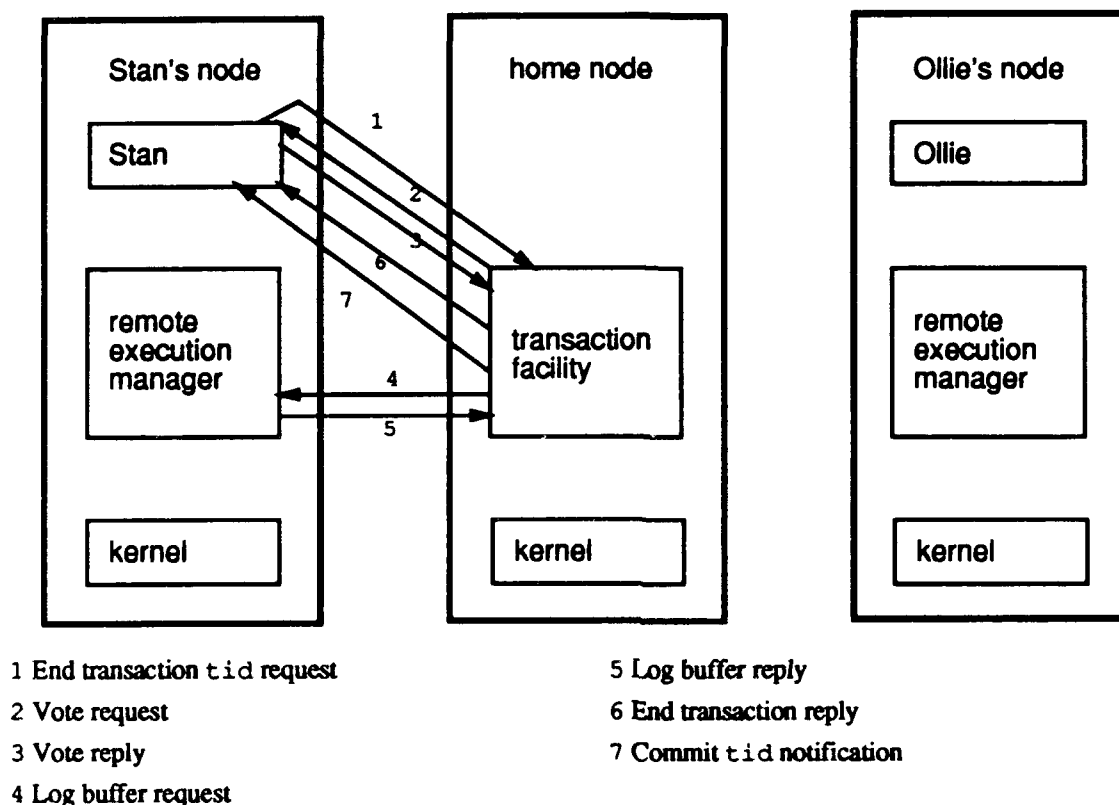 Stan's node
home node
Ollie's node
Stan
Ollie
1
2
3
6
7
remote
execution
manager
transaction
facility
remote
execution
manager
4
5
kernel
kernel
kernel
1 End transaction tid request
2 Vote request
3 Vote reply
4 Log buffer request
5 Log buffer reply
6 End transaction reply
7 Commit tid notification